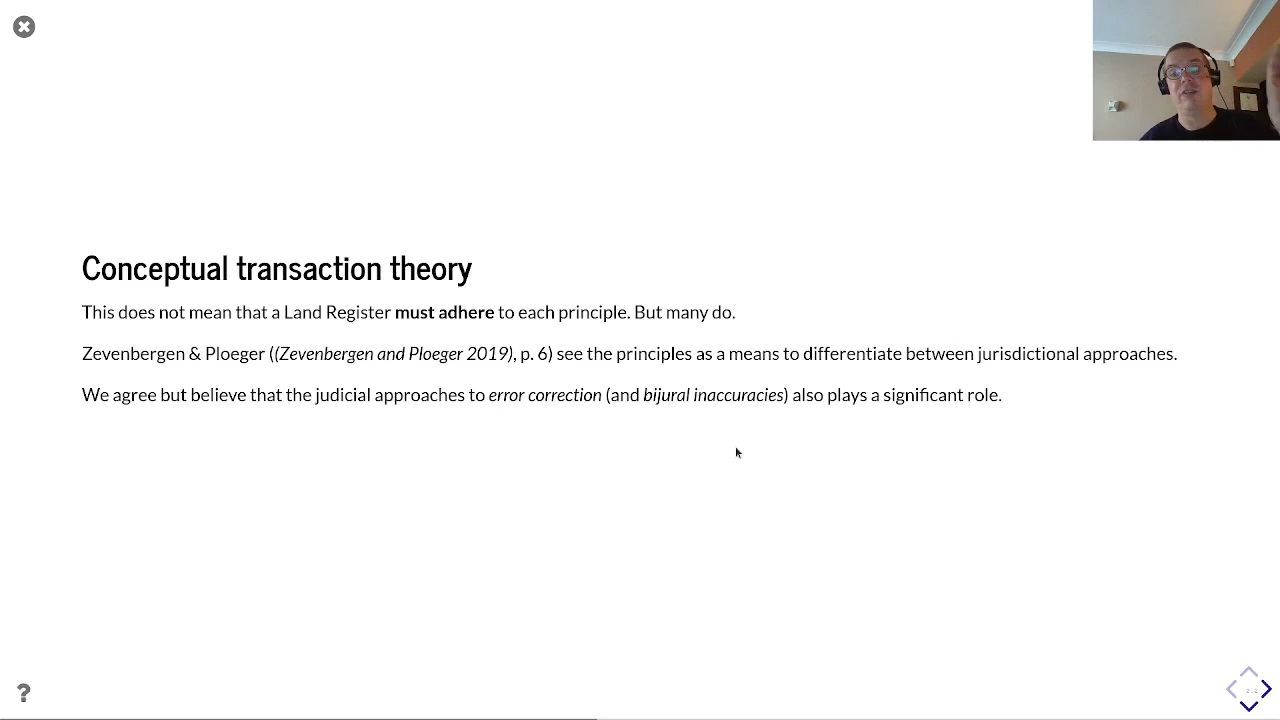 Conceptual transaction theory
This does not mean that a Land Register must adhere to each principle. But many do.
Zevenbergen & Ploeger ((Zevenbergen and Ploeger 2019), p. 6) see the principles as a means to differentiate between jurisdictional approaches.
We agree but believe that the judicial approaches to error correction (and bijural inaccuracies) also plays a significant role.
?